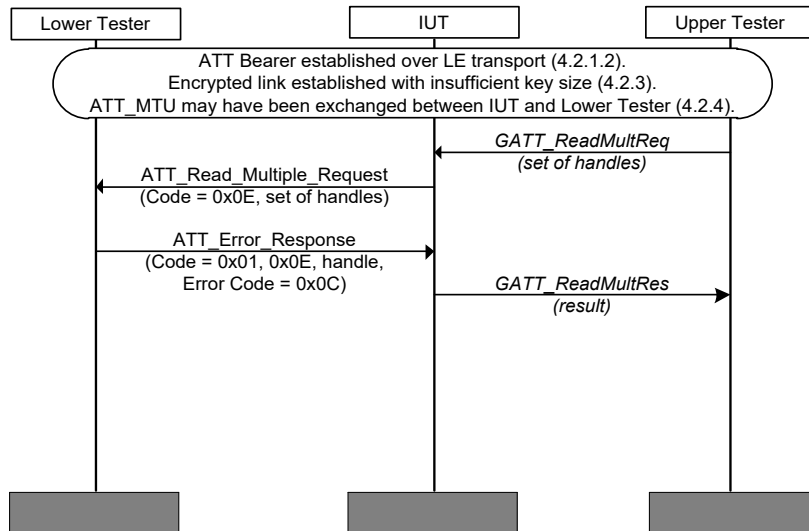 Lower Tester
IUT
Upper Tester
ATT Bearer established over LE transport (4.2.1.2).
Encrypted link established with insufficient key size (4.2.3).
ATT_MTU may have been exchanged between IUT and Lower Tester (4.2.4).
GATT_ReadMultReq
(set of handles)
ATT_Read_Multiple_Request
(Code = 0x0E, set of handles)
ATT_Error_Response
(Code = 0x01, 0x0E, handle,
Error Code = 0x0C)
GATT_ReadMultRes
(result)